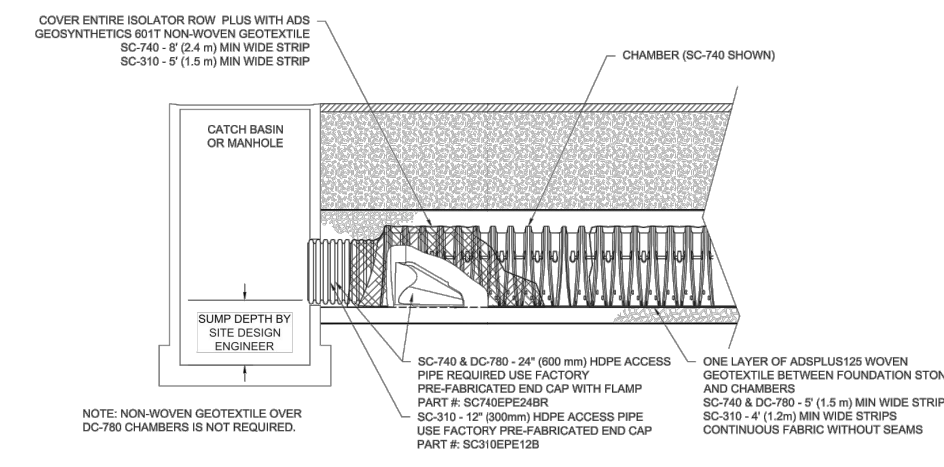 COVER ENTIRE ISOLATOR ROW PLUS WITH ADS
GEOSYNTHETICS 601T NON-WOVEN GEOTEXTILE
SC-740 - 8' (2.4 m) MIN WIDE STRIP
SC-310 - 5' (1.5 m) MIN WIDE STRIP
CHAMBER (SC-740 SHOWN)
CATCH BASIN
OR MANHOLE
SUMP DEPTH BY
SITE DESIGN
ENGINEER
SC-740 & DC-780 - 24" (600 mm) HDPE ACCESS
PIPE REQUIRED USE FACTORY
PRE-FABRICATED END CAP WITH FLAMP
PART #: SC740EPE24BR
SC-310 - 12" (300mm) HDPE ACCESS PIPE
USE FACTORY PRE-FABRICATED END CAP
PART #: SC310EPE12B
ONE LAYER OF ADSPLUS125 WOVEN
GEOTEXTILE BETWEEN FOUNDATION STON
AND CHAMBERS
SC-740 & DC-780 - 5' (1.5 m) MIN WIDE STRIP
SC-310 - 4' (1.2m) MIN WIDE STRIPS
CONTINUOUS FABRIC WITHOUT SEAMS
NOTE: NON-WOVEN GEOTEXTILE OVER
DC-780 CHAMBERS IS NOT REQUIRED.